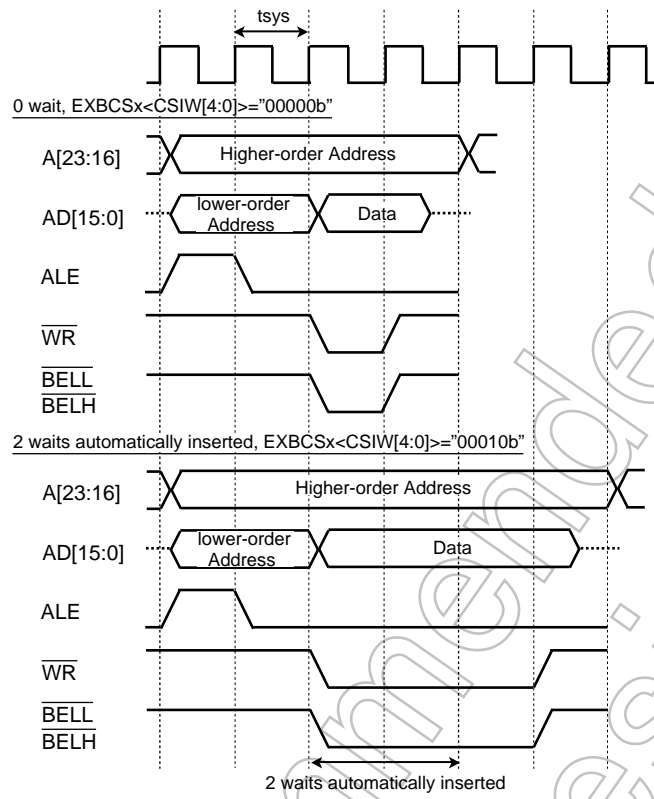 tsys
0 wait, EXBCSx<CSIW[4:0]>="00000b"
A[23:16]
Higher-order Address
AD[15:0]
lower-order
Address
Data
ALE
WR
BELL
BELH
2 waits automatically inserted, EXBCSx<CSIW[4:0]>="00010b"
A[23:16]
Higher-order Address
AD[15:0]
lower-order
Address
Data
ALE
WR
BELL
BELH
2 waits automatically inserted